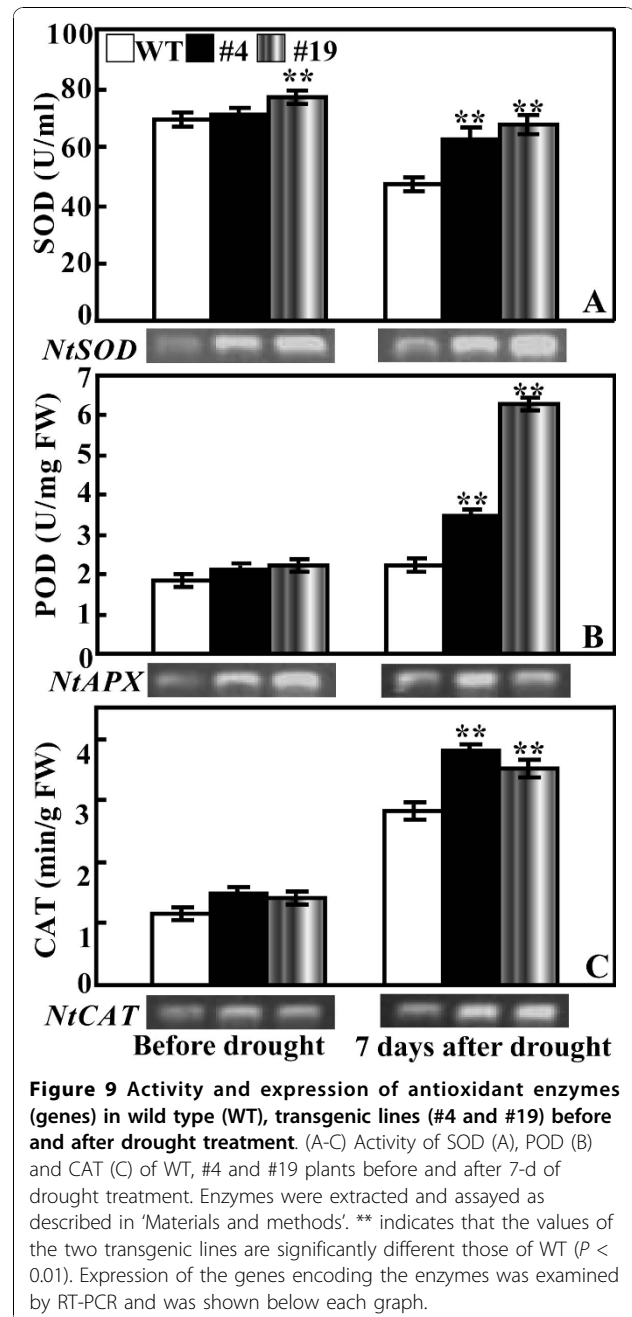 100
WT #4 #19
**
** **
80
60
40
20
0
SOD (U/ml)
A
NtSOD
7
**
6
5
4
**
3
2
1
0
POD (U/mg FW)
B
NtAPX
4
** **
3
2
1
0
CAT (min/g FW)
C
NtCAT
Before drought 7 days after drought
Figure 9 Activity and expression of antioxidant enzymes
(genes) in wild type (WT), transgenic lines (#4 and #19) before
and after drought treatment. (A-C) Activity of SOD (A), POD (B)
and CAT (C) of WT, #4 and #19 plants before and after 7-d of
drought treatment. Enzymes were extracted and assayed as
described in ‘Materials and methods’. ** indicates that the values of
the two transgenic lines are significantly different those of WT (P <
0.01). Expression of the genes encoding the enzymes was examined
by RT-PCR and was shown below each graph.